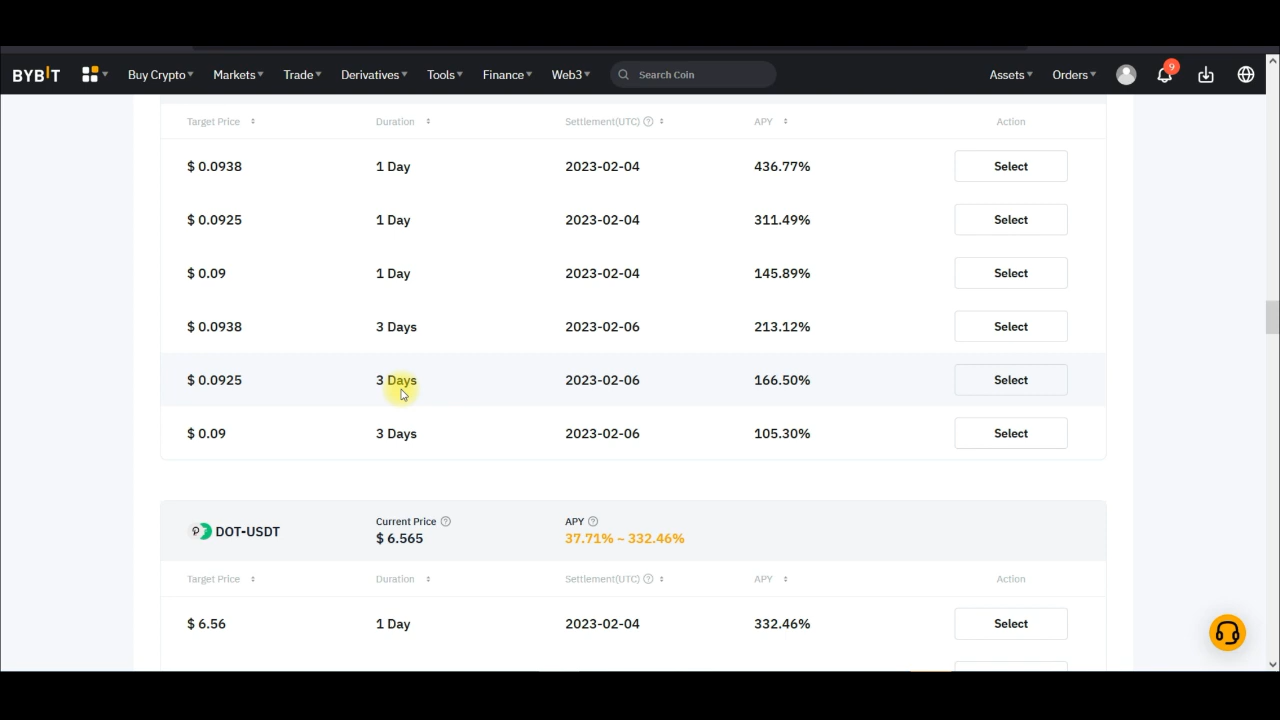 BYBIT Buy Crypto Markets Trade Derivatives Tools Finance Web3 Search Coin Assets Orders 9
Target Price Duration Settlement(UTC) ? APY Action
$ 0.0938 1 Day 2023-02-04 436.77% Select
$ 0.0925 1 Day 2023-02-04 311.49% Select
$ 0.09 1 Day 2023-02-04 145.89% Select
$ 0.0938 3 Days 2023-02-06 213.12% Select
$ 0.0925 3 Days 2023-02-06 166.50% Select
$ 0.09 3 Days 2023-02-06 105.30% Select
DOT-USDT Current Price ? APY ?
$ 6.565 37.71% ~ 332.46%
Target Price Duration Settlement(UTC) ? APY Action
$ 6.56 1 Day 2023-02-04 332.46% Select